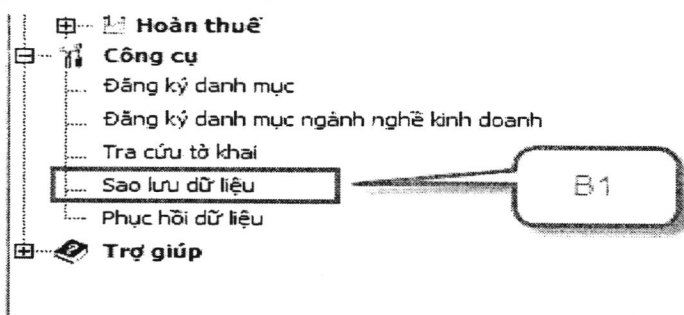 Hoàn thuế
Công cụ
Đăng ký danh mục
Đăng ký danh mục ngành nghề kinh doanh
Tra cứu tờ khai
Sao lưu dữ liệu
B1
Phục hồi dữ liệu
Trợ giúp